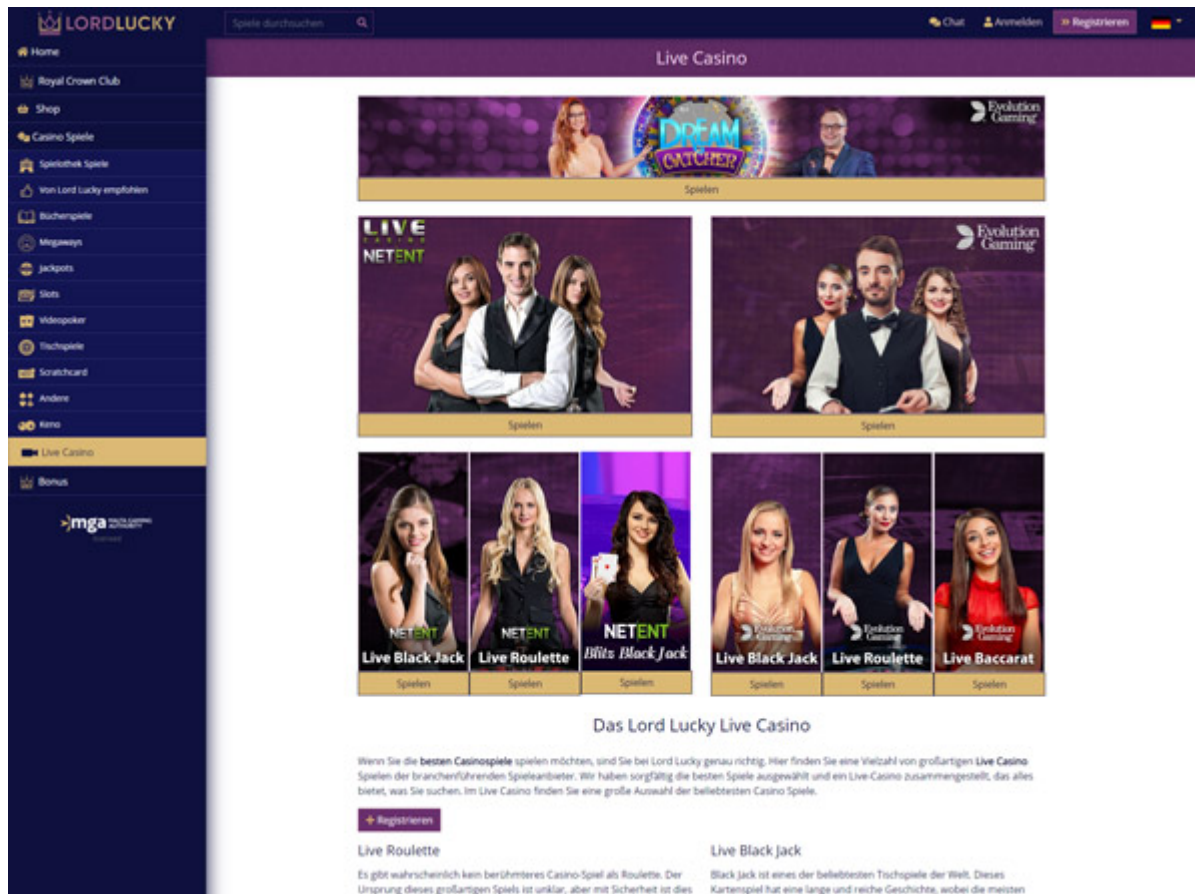 LORDLUCKY
Spiele durchsuchen
Chat
Anmelden
» Registrieren
Home
Royal Crown Club
Shop
Casino Spiele
Spielothek Spiele
Von Lord Lucky empfohlen
Bücherspiele
Megaways
Jackpots
Slots
Videopoker
Tischspiele
Scratchcard
Andere
Keno
Live Casino
Bonus
mga MALTA GAMING AUTHORITY
licensed
Live Casino
DREAM
CATCHER
Evolution
Gaming
Spielen
LIVE
CASINO
NETENT
Spielen
Evolution
Gaming
Spielen
NETENT
Live Black Jack
Spielen
NETENT
Live Roulette
Spielen
NETENT
Blitz Black Jack
Spielen
Evolution
Gaming
Live Black Jack
Spielen
Evolution
Gaming
Live Roulette
Spielen
Evolution
Gaming
Live Baccarat
Spielen
Das Lord Lucky Live Casino
Wenn Sie die besten Casinospiele spielen möchten, sind Sie bei Lord Lucky genau richtig. Hier finden Sie eine Vielzahl von großartigen Live Casino
Spielen der branchenführenden Spieleanbieter. Wir haben sorgfältig die besten Spiele ausgewählt und ein Live-Casino zusammengestellt, das alles
bietet, was Sie suchen. Im Live Casino finden Sie eine große Auswahl der beliebtesten Casino Spiele.
+ Registrieren
Live Roulette
Es gibt wahrscheinlich kein berühmteres Casino-Spiel als Roulette. Der
Ursprung dieses großartigen Spiels ist unklar, aber mit Sicherheit ist dies
Live Black Jack
Black Jack ist eines der beliebtesten Tischspiele der Welt. Dieses
Kartenspiel hat eine lange und reiche Geschichte, wobei die meisten